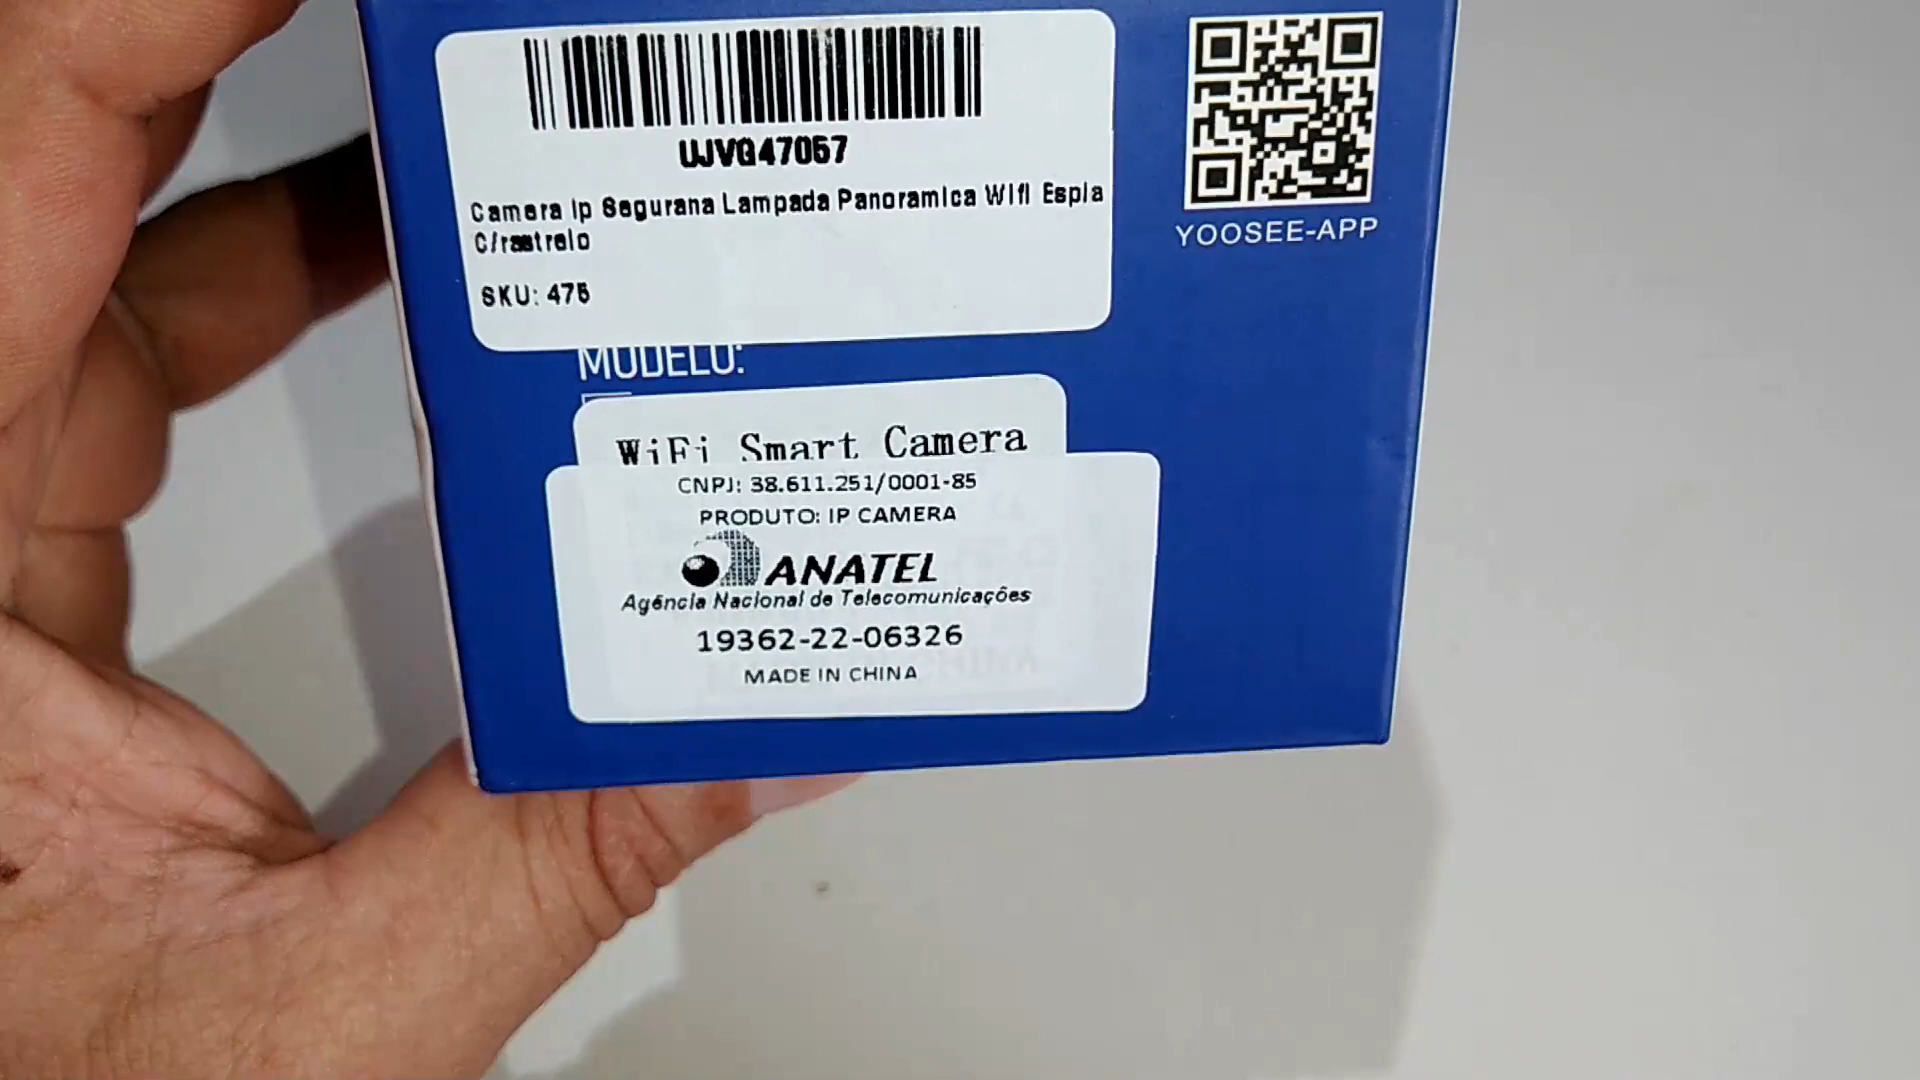 UJVG47057
Camera Ip Segurana Lampada Panoramica Wifi Espia
C/rastreio
SKU: 475
YOOSEE-APP
MODELO:
WiFi Smart Camera
CNPJ: 38.611.251/0001-85
PRODUTO: IP CAMERA
ANATEL
Agência Nacional de Telecomunicações
19362-22-06326
MADE IN CHINA